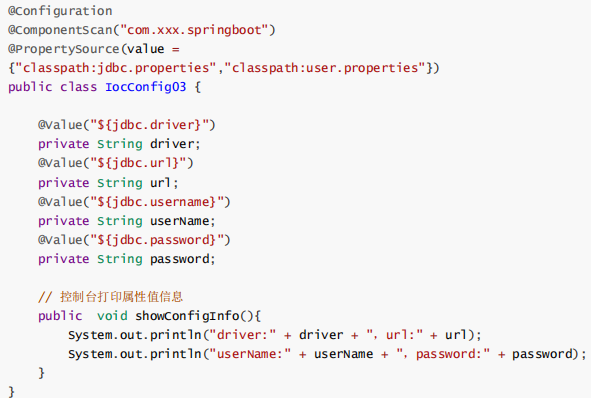 @Configuration
@ComponentScan("com.xxx.springboot")
@PropertySource(value =
{"classpath:jdbc.properties","classpath:user.properties"})
public class IocConfig03 {
@Value("${jdbc.driver}")
private String driver;
@Value("${jdbc.url}")
private String url;
@Value("${jdbc.username}")
private String userName;
@Value("${jdbc.password}")
private String password;
// 控制台打印属性值信息
public  void showConfigInfo(){
System.out.println("driver:" + driver + ", url:" + url);
System.out.println("userName:" + userName + ", password:" + password);
}
}